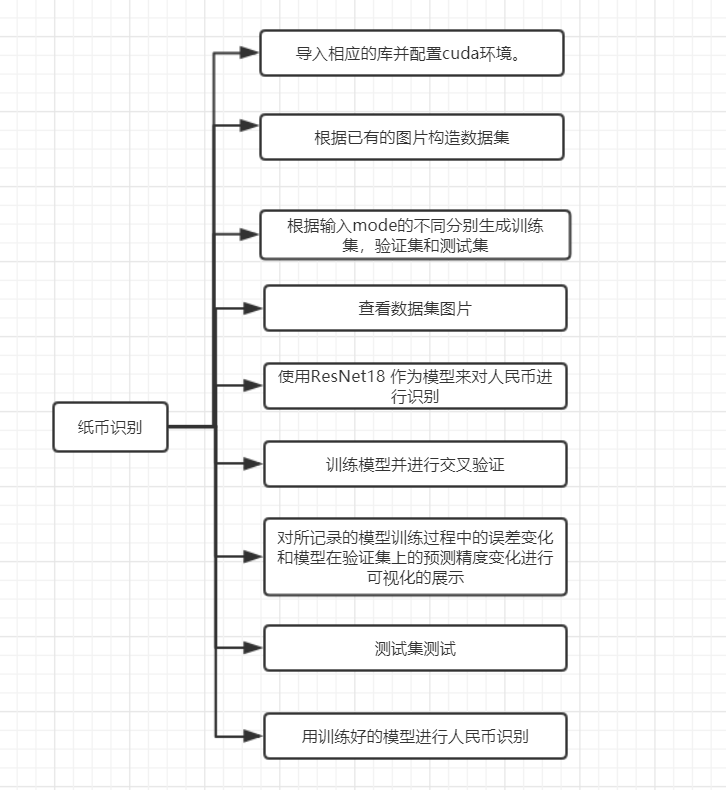 导入相应的库并配置cuda环境。
根据已有的图片构造数据集
根据输入mode的不同分别生成训练
集，验证集和测试集
查看数据集图片
使用ResNet18 作为模型来对人民币进
行识别
纸币识别
训练模型并进行交叉验证
对所记录的模型训练过程中的误差变化
和模型在验证集上的预测精度变化进行
可视化的展示
测试集测试
用训练好的模型进行人民币识别